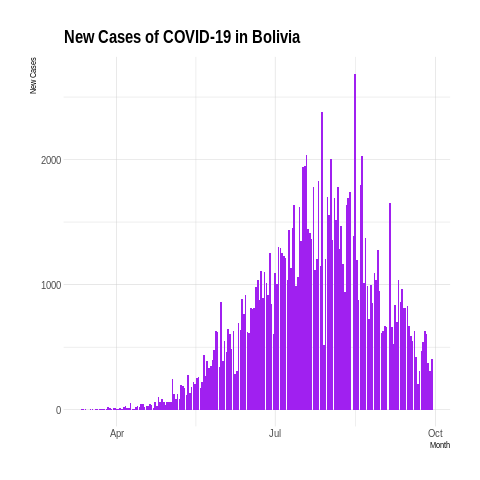 New Cases of COVID-19 in Bolivia
New Cases
2000
1000
0
Apr
Jul
Oct
Month